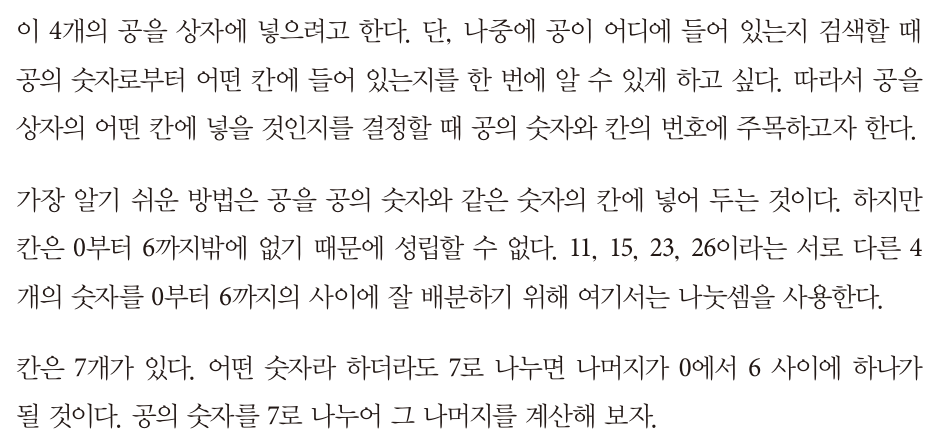 이 4개의 공을 상자에 넣으려고 한다. 단, 나중에 공이 어디에 들어 있는지 검색할 때
공의 숫자로부터 어떤 칸에 들어 있는지를 한 번에 알 수 있게 하고 싶다. 따라서 공을
상자의 어떤 칸에 넣을 것인지를 결정할 때 공의 숫자와 칸의 번호에 주목하고자 한다.
가장 알기 쉬운 방법은 공을 공의 숫자와 같은 숫자의 칸에 넣어 두는 것이다. 하지만
칸은 0부터 6까지밖에 없기 때문에 성립할 수 없다. 11, 15, 23, 26이라는 서로 다른 4
개의 숫자를 0부터 6까지의 사이에 잘 배분하기 위해 여기서는 나눗셈을 사용한다.
칸은 7개가 있다. 어떤 숫자라 하더라도 7로 나누면 나머지가 0에서 6 사이에 하나가
될 것이다. 공의 숫자를 7로 나누어 그 나머지를 계산해 보자.